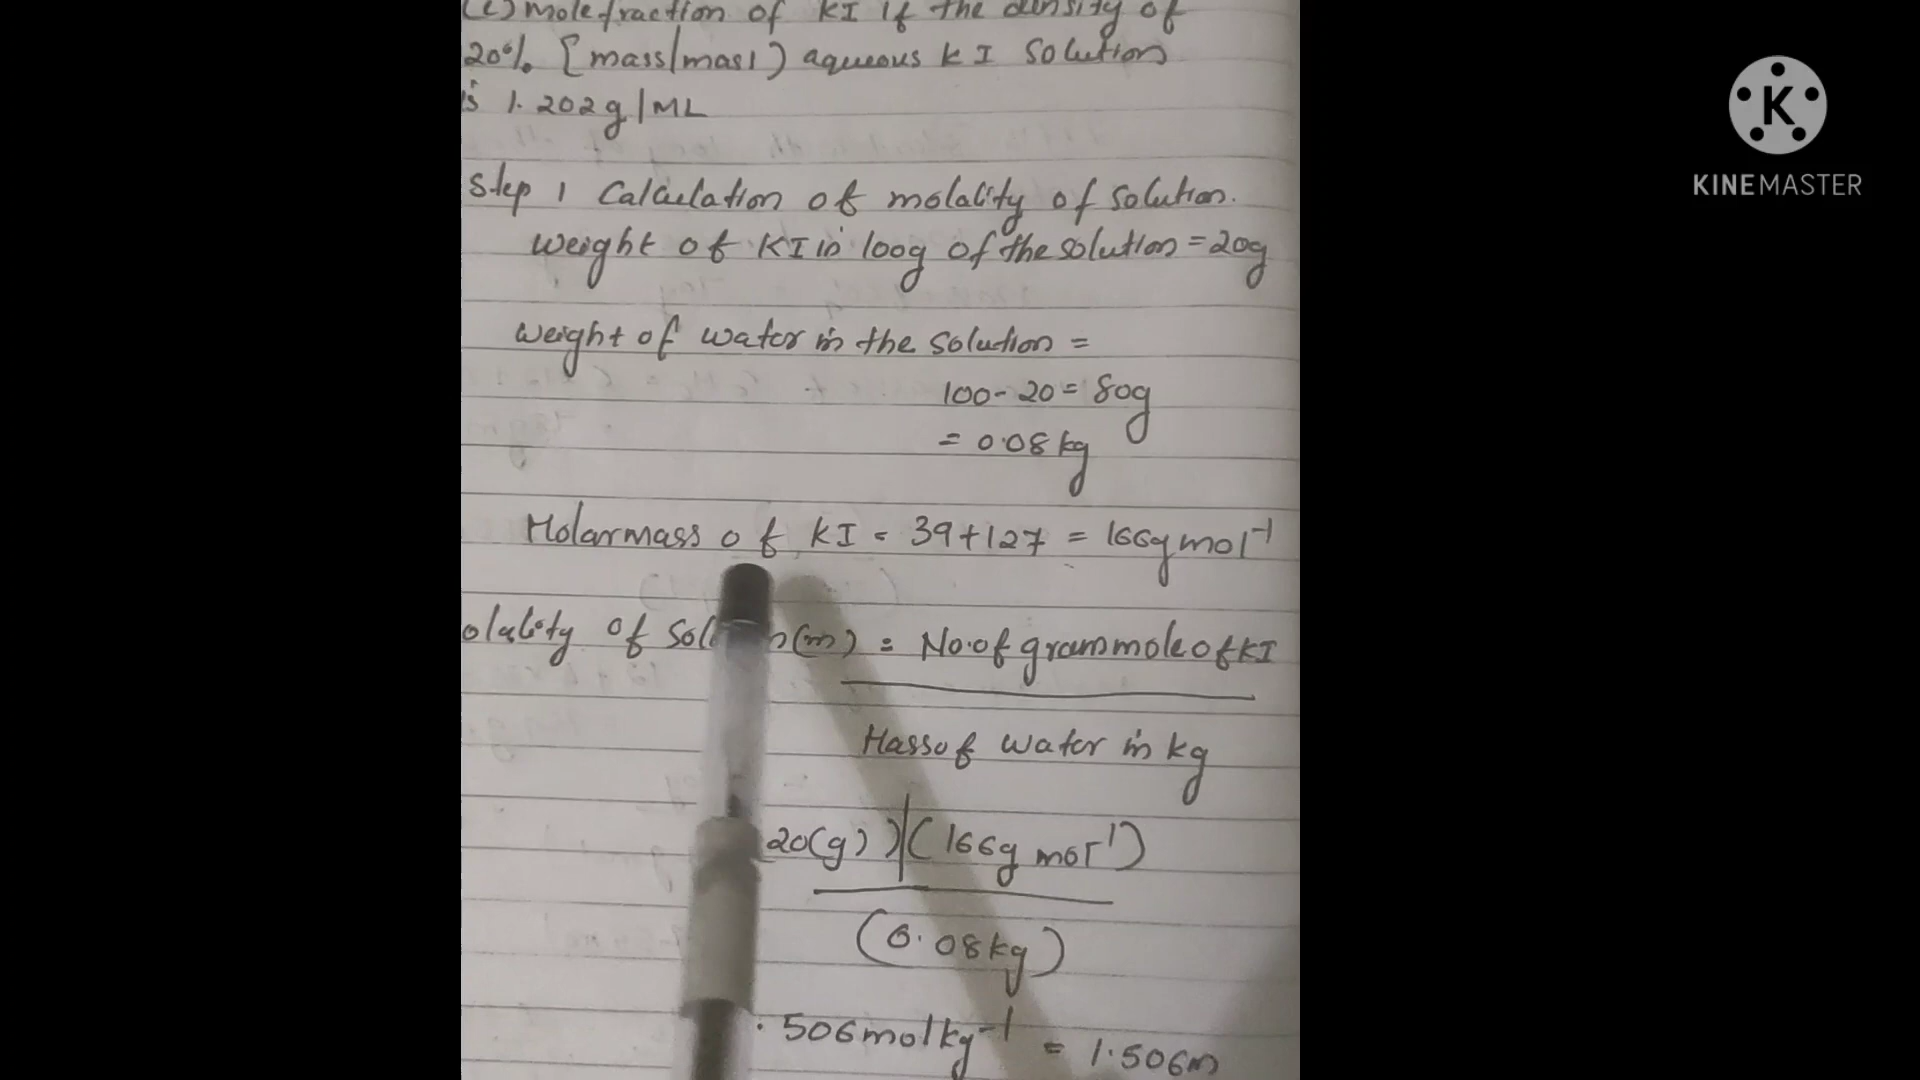 (c) mole fraction of KI if the density of
20% [mass/mass) aqueous KI solution
is 1.202g/ML
Step 1 Calculation of molality of solution.
weight of KI in 100g of the solution = 20g
weight of water in the solution =
100-20 = 80g
= 0.08 kg
Molarmass of KI = 39+127 = 166g mol-1
olality of (m) = No.of gram mole of KI
Mass of water in kg
20(g))/(166g mol-1)
(0.08kg)
.506 mol kg-1 = 1.506m
K
KINEMASTER